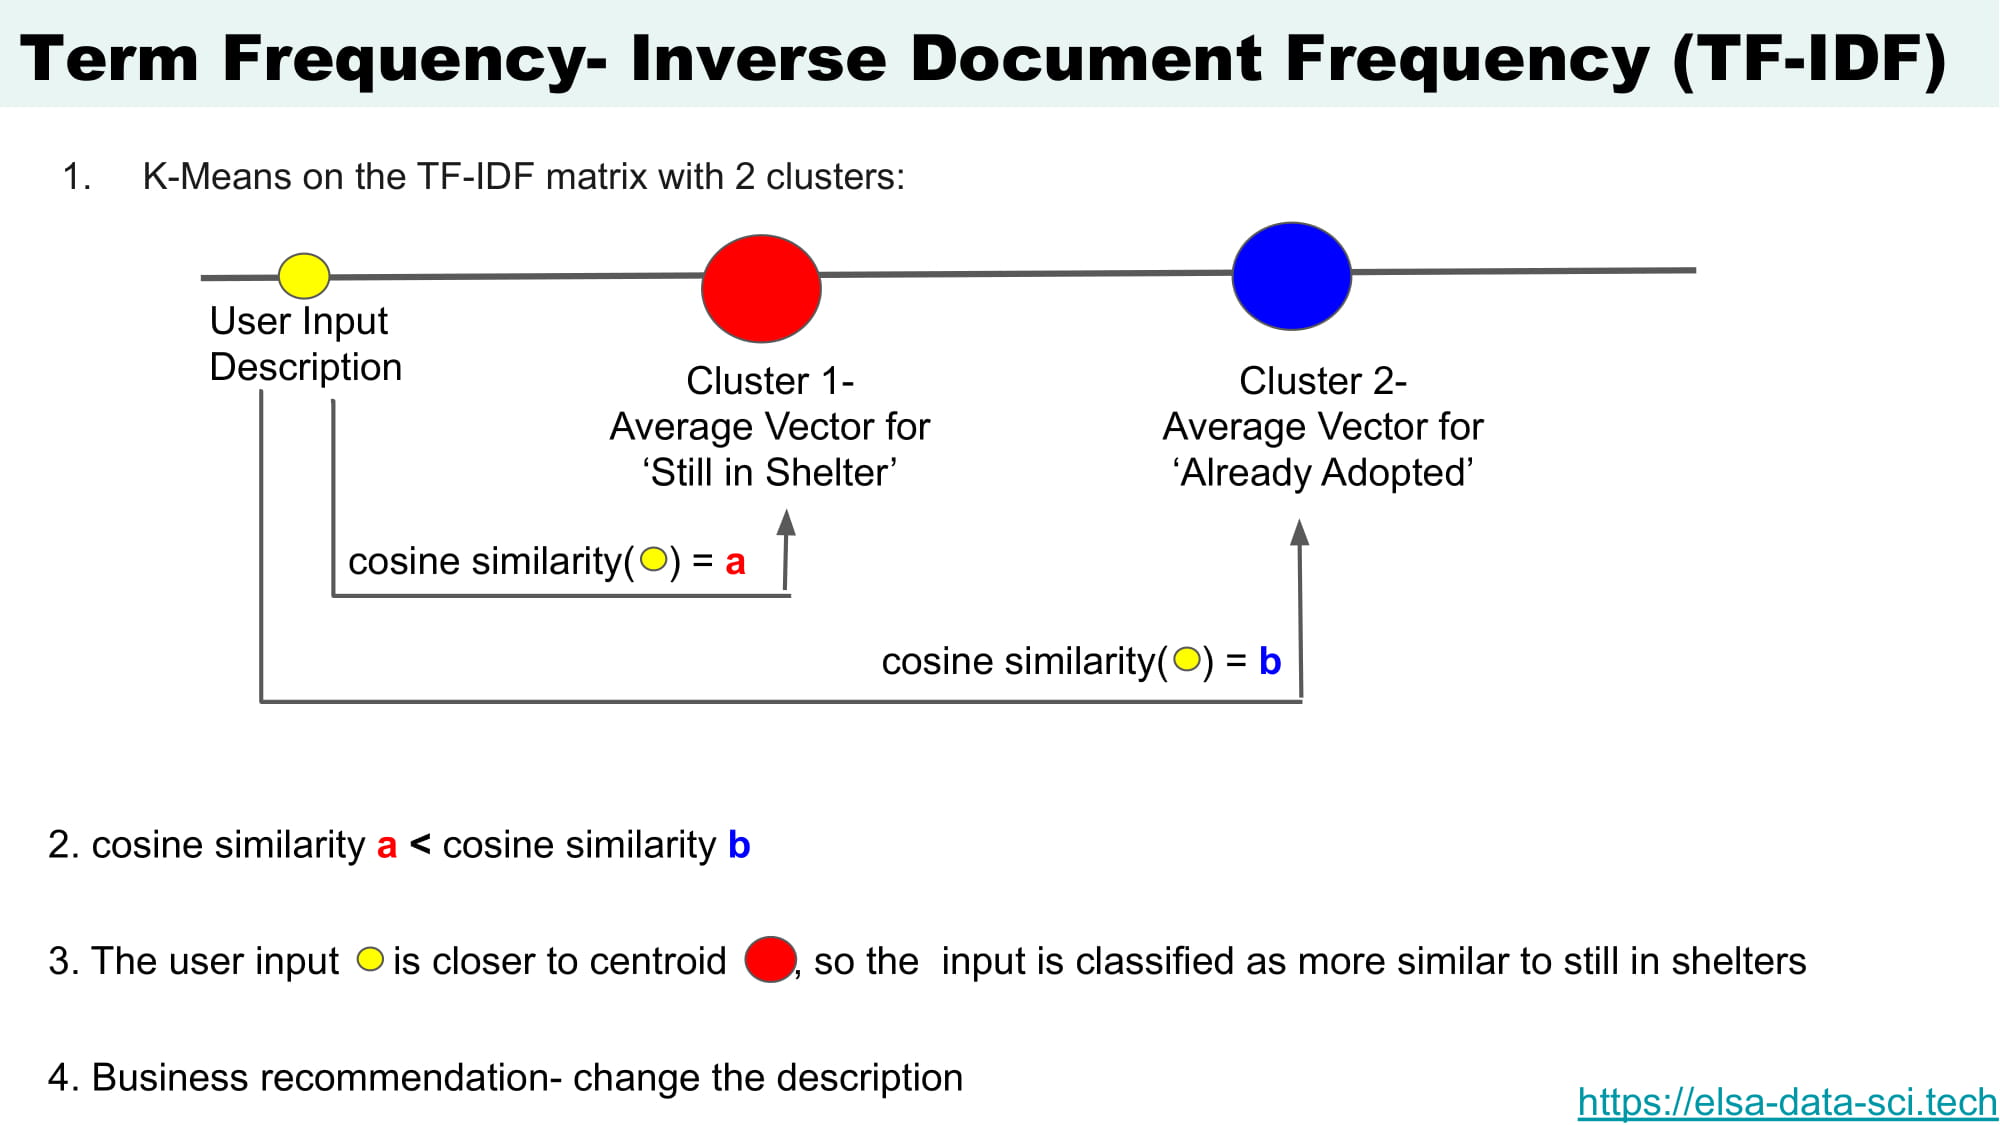 Term Frequency- Inverse Document Frequency (TF-IDF)
1. K-Means on the TF-IDF matrix with 2 clusters:
User Input
Description
Cluster 1-
Average Vector for
‘Still in Shelter’
Cluster 2-
Average Vector for
‘Already Adopted’
cosine similarity( ) = a
cosine similarity( ) = b
2. cosine similarity a < cosine similarity b
3. The user input is closer to centroid , so the input is classified as more similar to still in shelters
4. Business recommendation- change the description
https://elsa-data-sci.tech